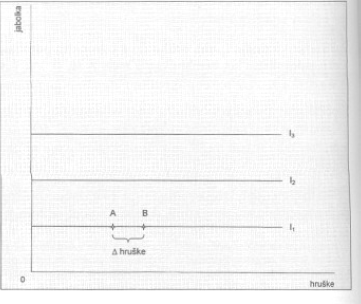 jabolka
I₃
I₂
A B
I₁
Δ hruške
0
hruške